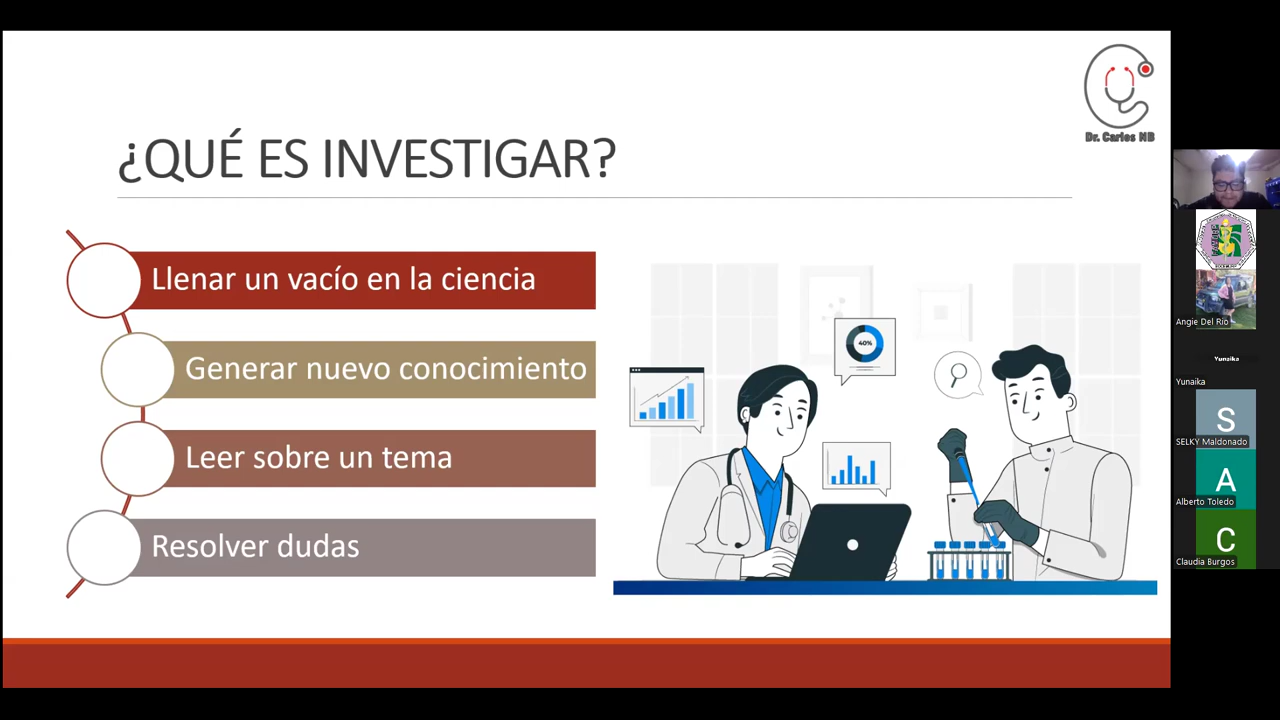 Dr. Carlos NB
¿QUÉ ES INVESTIGAR?
Llenar un vacío en la ciencia
Generar nuevo conocimiento
Leer sobre un tema
Resolver dudas
40%
Angie Del Río
Yunaika
Yunaika
S
SELKY Maldonado
A
Alberto Toledo
C
Claudia Burgos